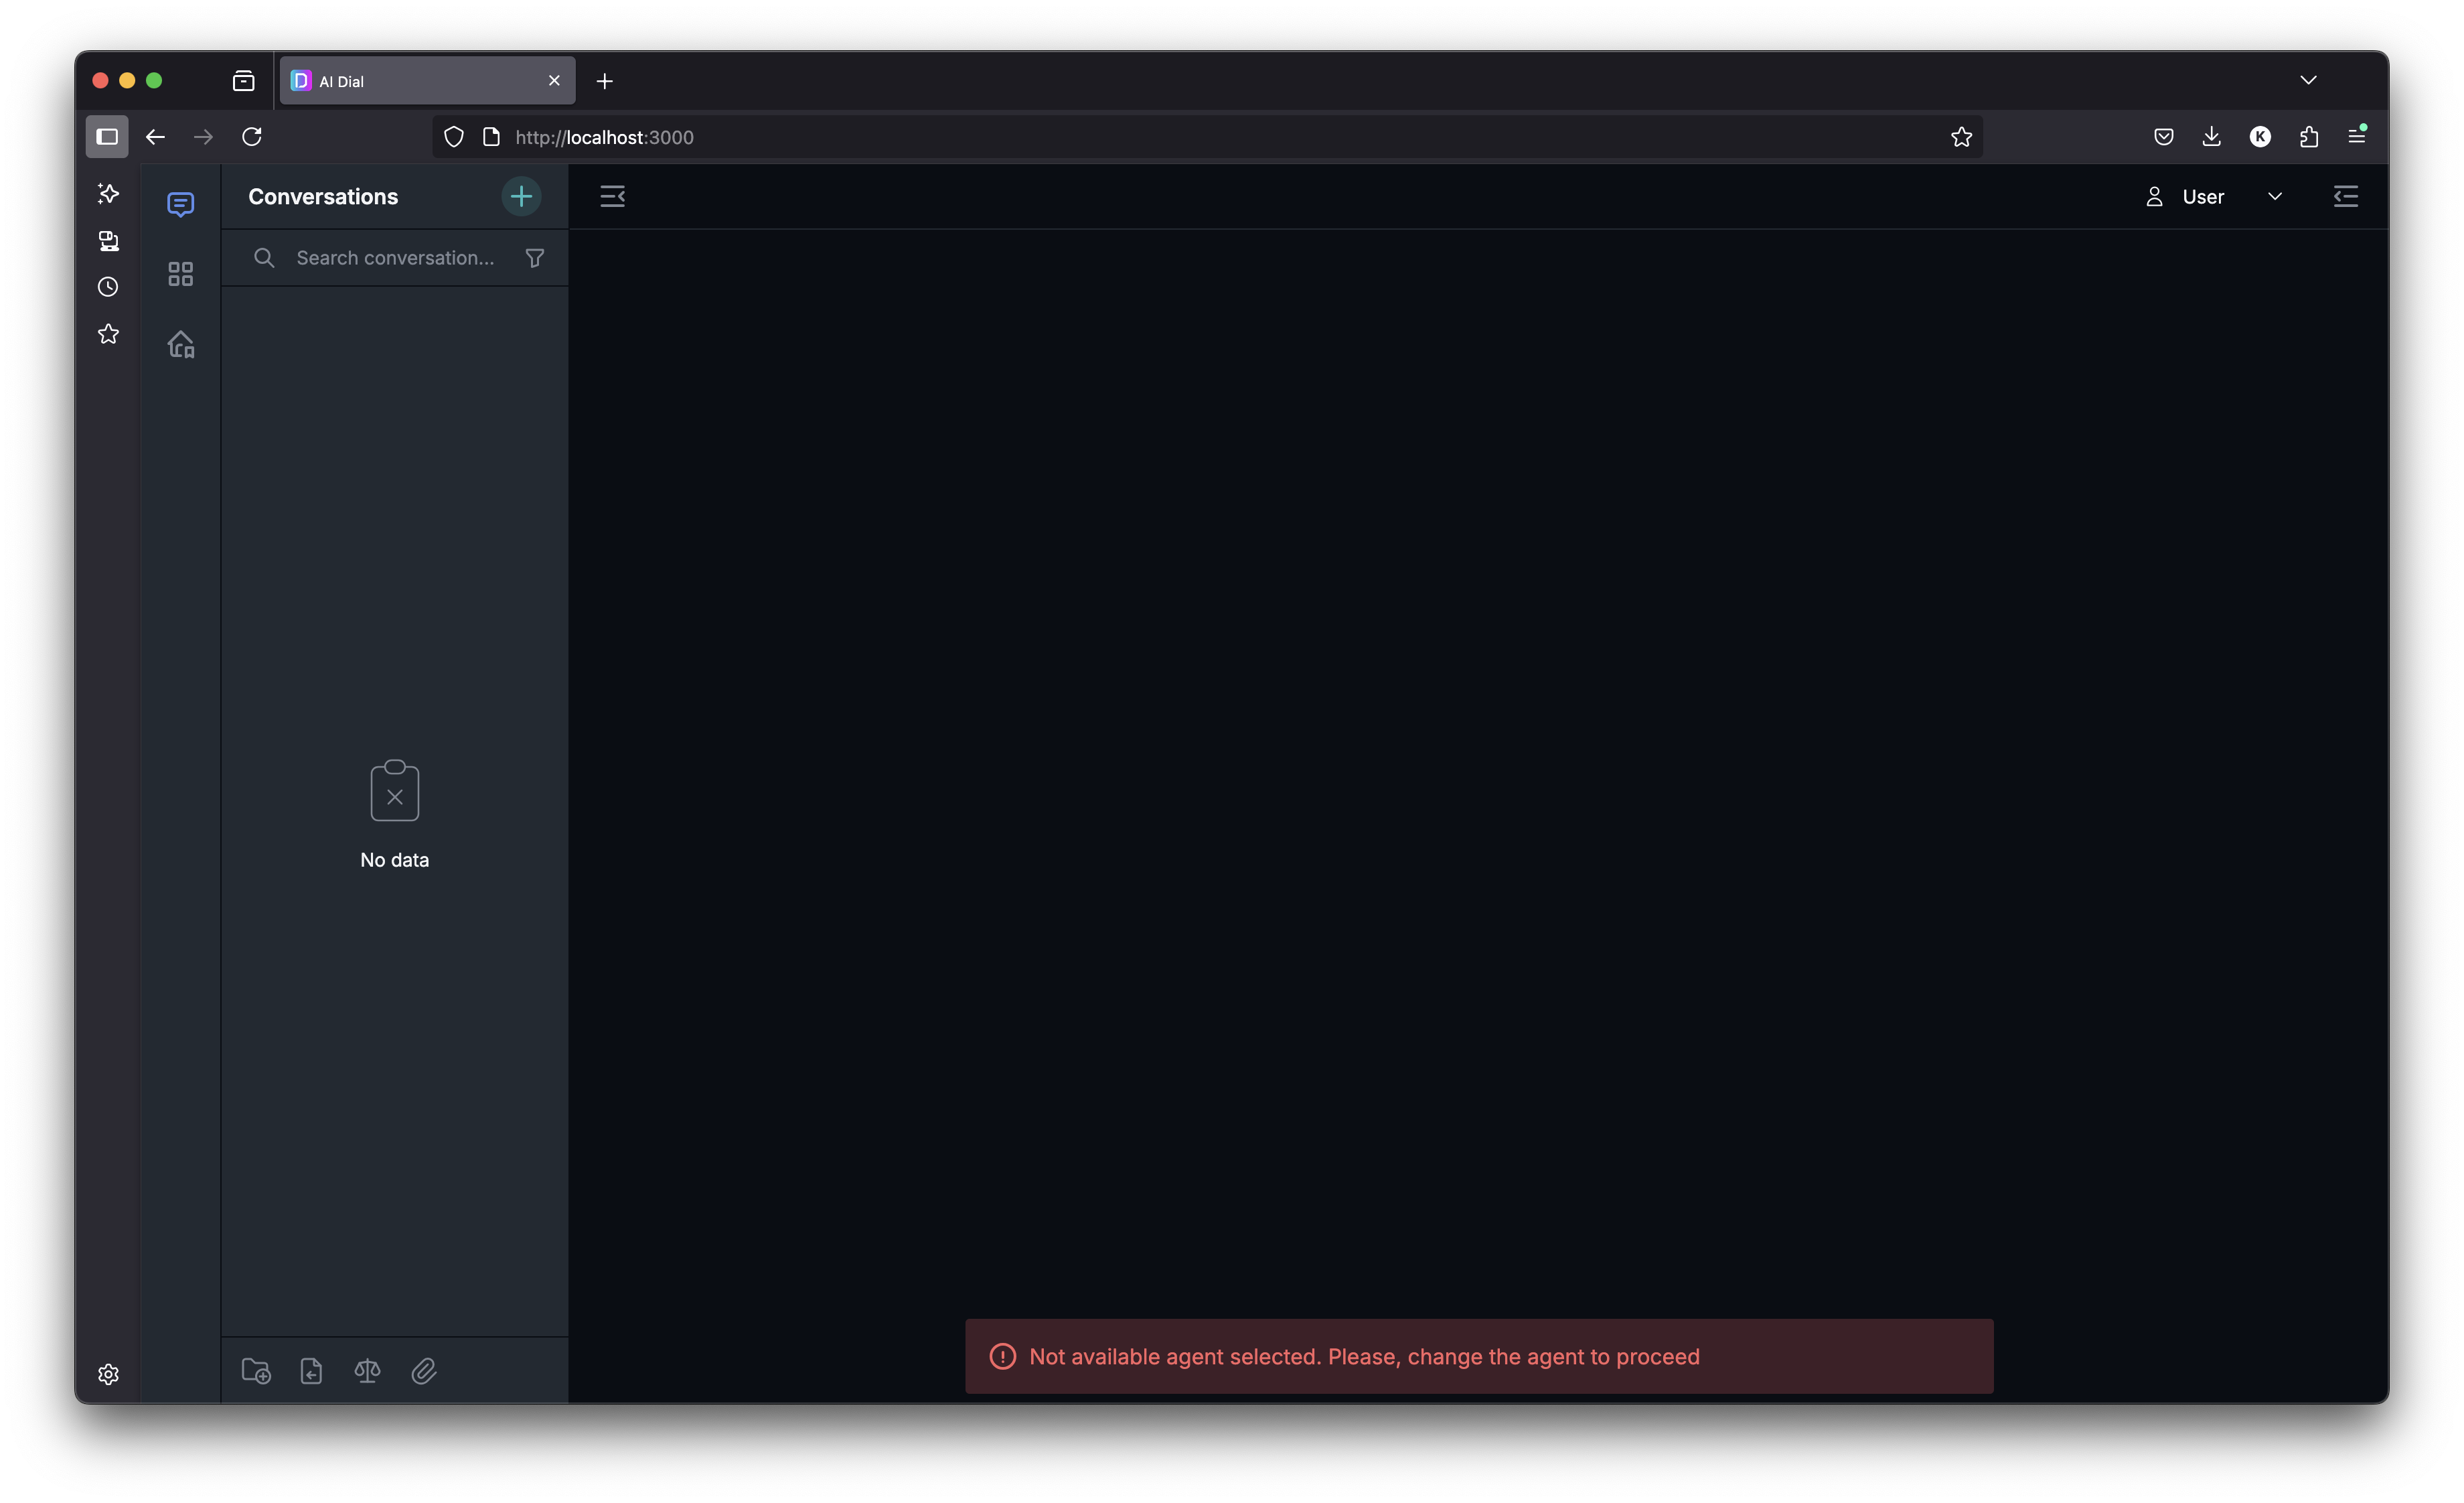 AI Dial
http://localhost:3000
Conversations
User
Search conversation...
No data
Not available agent selected. Please, change the agent to proceed
K